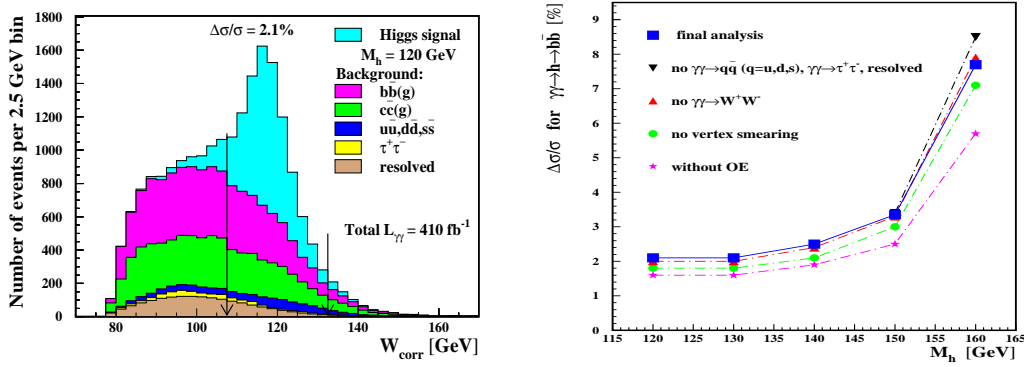 Δσ/σ = 2.1%
Higgs signal
M_h = 120 GeV
Background:
bb̄(g)
cc̄(g)
uū,dd̄,ss̄
τ⁺τ⁻
resolved
Total L_γγ = 410 fb⁻¹
Number of events per 2.5 GeV bin
1800
1600
1400
1200
1000
800
600
400
200
0
80
100
120
140
160
W_corr [GeV]
Δσ/σ for γγ→h→bb̄ [%]
final analysis
no γγ→qq̄ (q=u,d,s), γγ→τ⁺τ⁻, resolved
no γγ→W⁺W⁻
no vertex smearing
without OE
9
8
7
6
5
4
3
2
1
0
115
120
125
130
135
140
145
150
155
160
165
M_h [GeV]